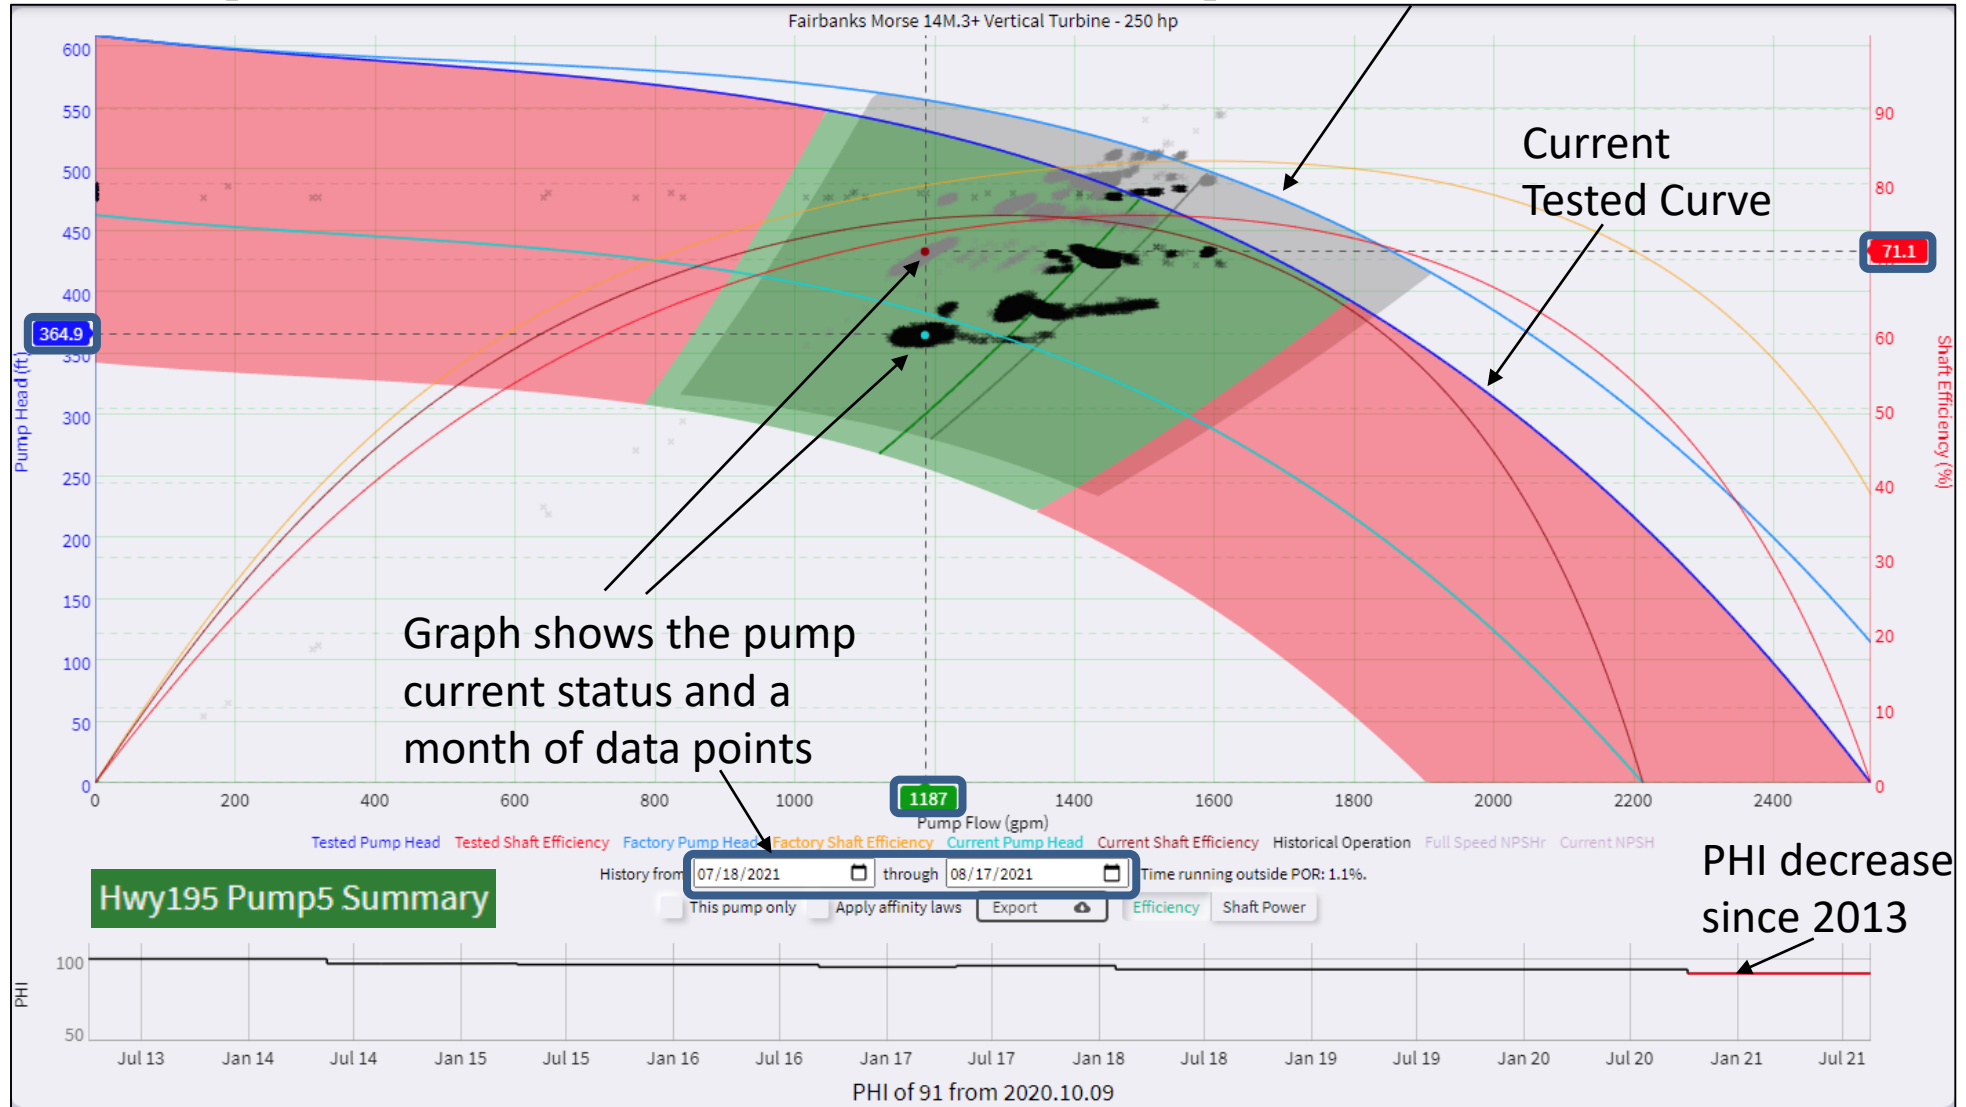 Fairbanks Morse 14M.3+ Vertical Turbine - 250 hp
600
550
500
450
400
350
300
250
200
150
100
50
0
364.9
Pump Head (ft)
90
80
71.1
60
50
40
30
20
10
0
Shaft Efficiency (%)
Current
Tested Curve
Graph shows the pump
current status and a
month of data points
0 200 400 600 800 1000 1187 1400 1600 1800 2000 2200 2400
Pump Flow (gpm)
Tested Pump Head Tested Shaft Efficiency Factory Pump Head Factory Shaft Efficiency Current Pump Head Current Shaft Efficiency Historical Operation Full Speed NPSHr Current NPSH
History from 07/18/2021 through 08/17/2021 Time running outside POR: 1.1%.
This pump only Apply affinity laws Export Efficiency Shaft Power
Hwy195 Pump5 Summary
PHI decrease
since 2013
100
50
PHI
Jul 13 Jan 14 Jul 14 Jan 15 Jul 15 Jan 16 Jul 16 Jan 17 Jul 17 Jan 18 Jul 18 Jan 19 Jul 19 Jan 20 Jul 20 Jan 21 Jul 21
PHI of 91 from 2020.10.09